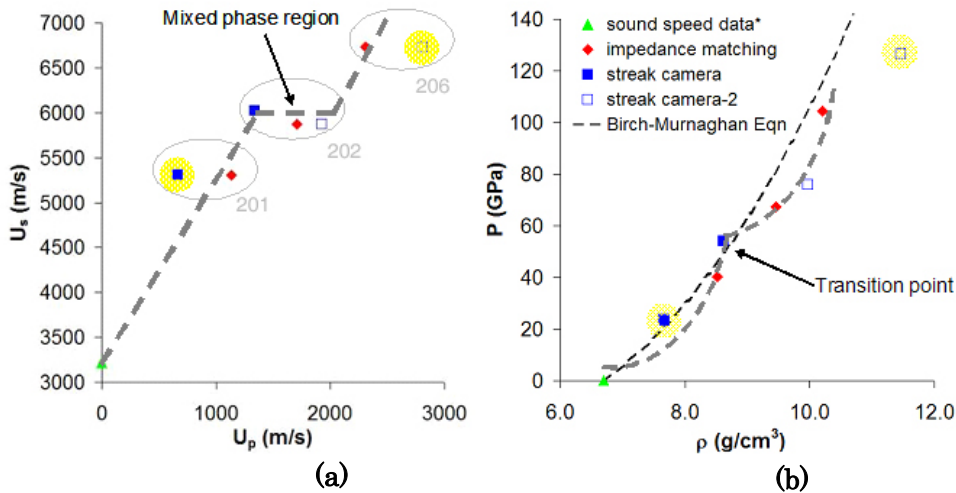 Mixed phase region
7000
6500
6000
5500
5000
4500
4000
3500
3000
0
1000
2000
3000
Us (m/s)
Up (m/s)
201
202
206
(a)
sound speed data*
impedance matching
streak camera
streak camera-2
Birch-Murnaghan Eqn
140
120
100
80
60
40
20
0
6.0
8.0
10.0
12.0
P (GPa)
ρ (g/cm³)
Transition point
(b)